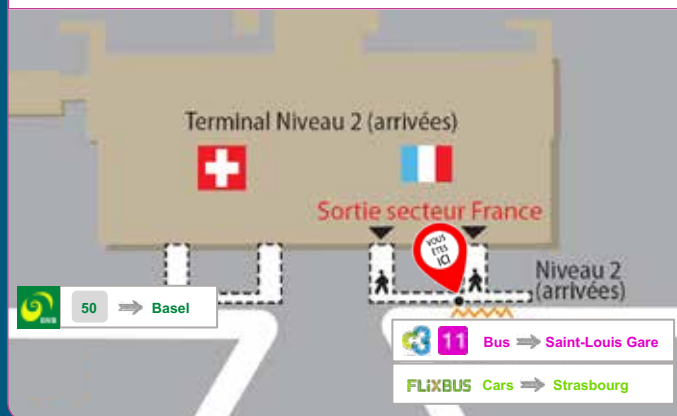 Terminal Niveau 2 (arrivées)
Sortie secteur France
VOUS
ETES
ICI
Niveau 2
(arrivées)
50 Basel
11 Bus Saint-Louis Gare
FLiXBUS Cars Strasbourg